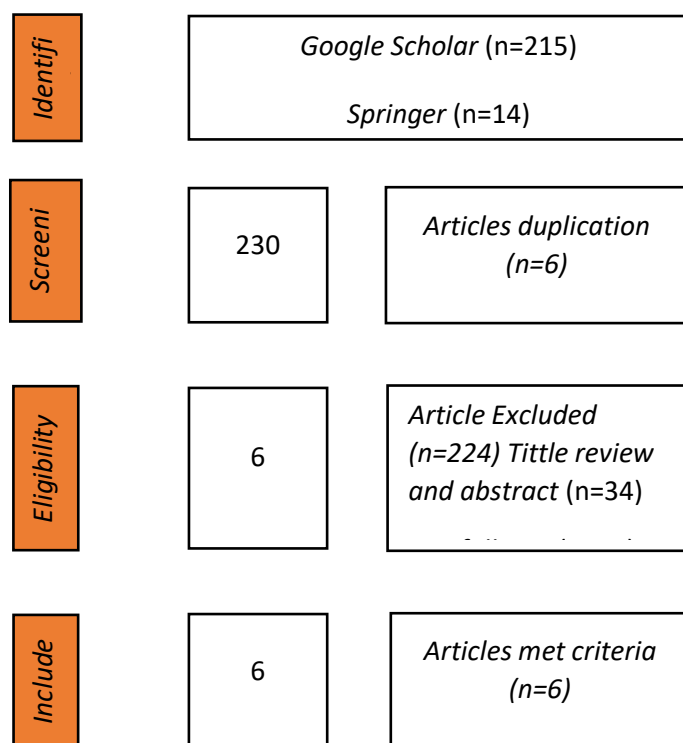 Identifi
Google Scholar (n=215)
Springer (n=14)
Screeni
230
Articles duplication
(n=6)
Eligibility
6
Article Excluded
(n=224) Tittle review
and abstract (n=34)
Include
6
Articles met criteria
(n=6)